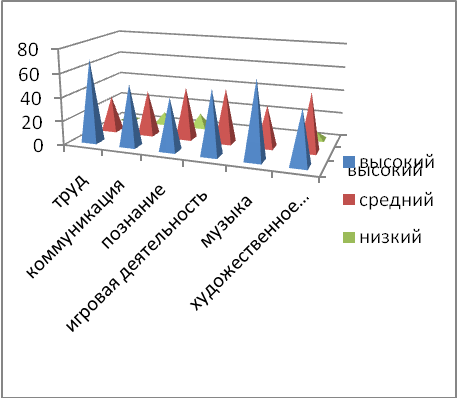 80
60
40
20
0
труд
коммуникация
познание
игровая деятельность
музыка
художественное...
высокий
высокий
средний
низкий